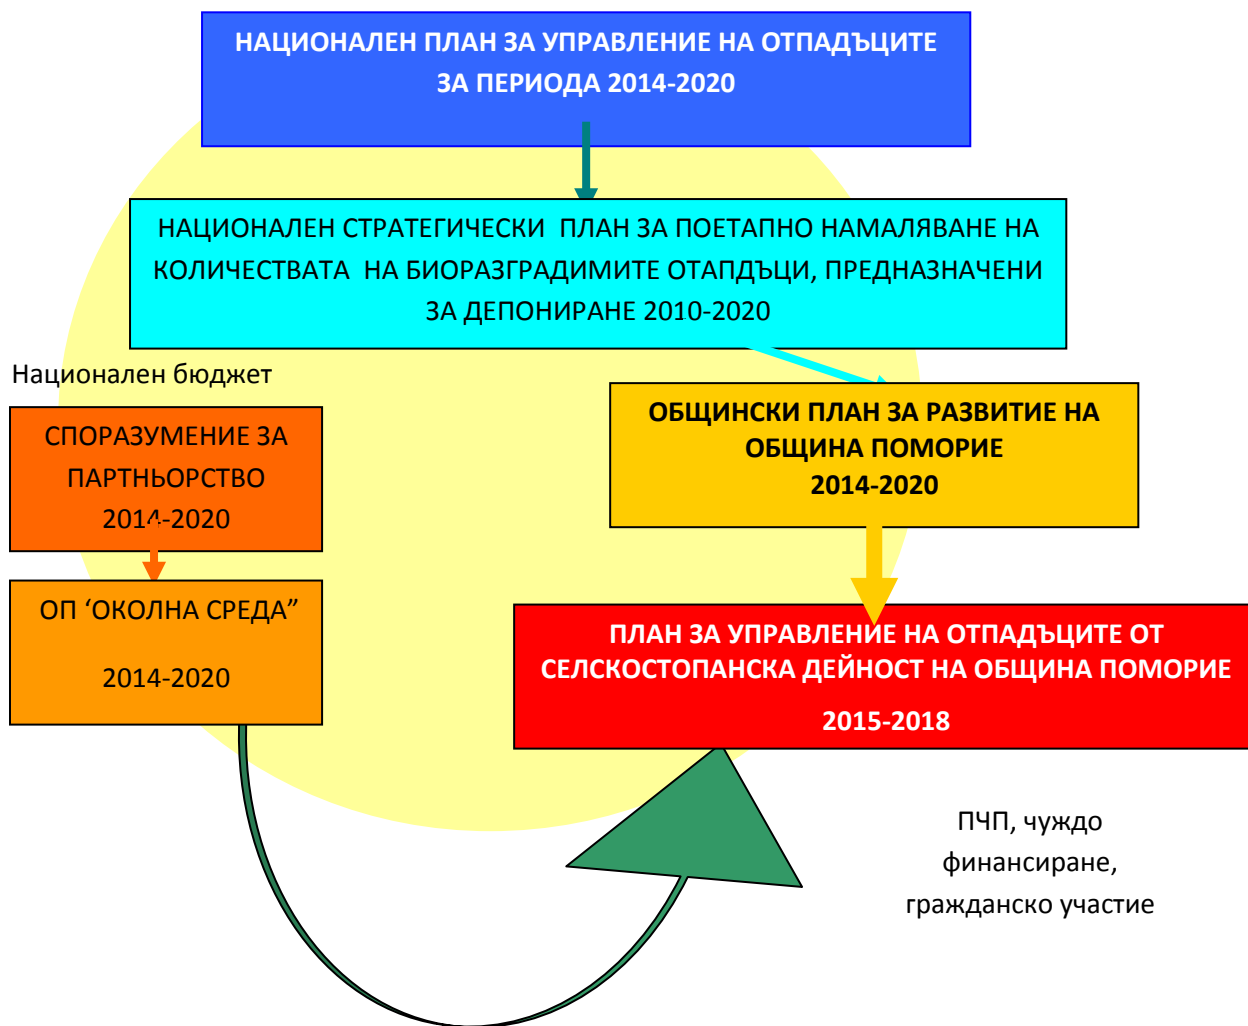 НАЦИОНАЛЕН ПЛАН ЗА УПРАВЛЕНИЕ НА ОТПАДЪЦИТЕ
ЗА ПЕРИОДА 2014-2020
НАЦИОНАЛЕН СТРАТЕГИЧЕСКИ ПЛАН ЗА ПОЕТАПНО НАМАЛЯВАНЕ НА
КОЛИЧЕСТВАТА НА БИОРАЗГРАДИМИТЕ ОТАПДЪЦИ, ПРЕДНАЗНАЧЕНИ
ЗА ДЕПОНИРАНЕ 2010-2020
Национален бюджет
СПОРАЗУМЕНИЕ ЗА
ПАРТНЬОРСТВО
2014-2020
ОП ‘ОКОЛНА СРЕДА”
2014-2020
ОБЩИНСКИ ПЛАН ЗА РАЗВИТИЕ НА
ОБЩИНА ПОМОРИЕ
2014-2020
ПЛАН ЗА УПРАВЛЕНИЕ НА ОТПАДЪЦИТЕ ОТ
СЕЛСКОСТОПАНСКА ДЕЙНОСТ НА ОБЩИНА ПОМОРИЕ
2015-2018
ПЧП, чуждо
финансиране,
гражданско участие